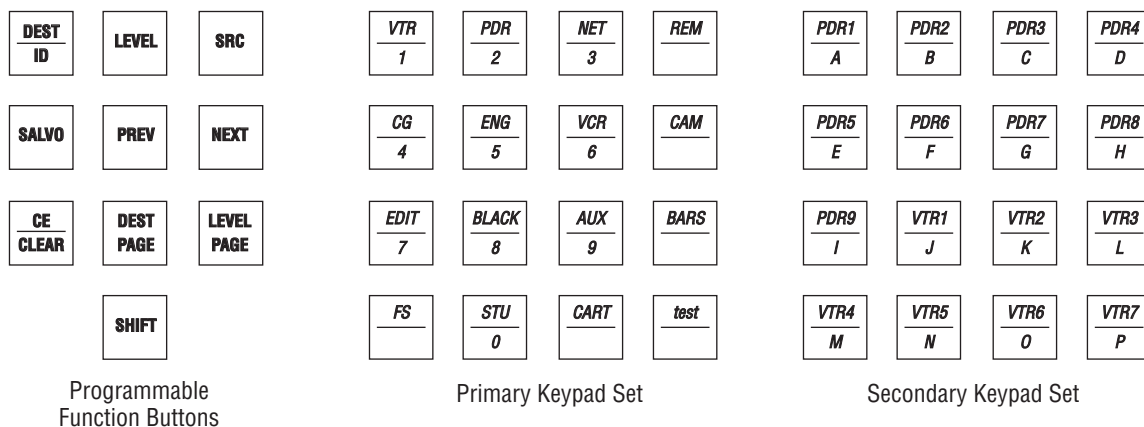 DEST
ID
LEVEL
SRC
SALVO
PREV
NEXT
CE
CLEAR
DEST
PAGE
LEVEL
PAGE
SHIFT
Programmable
Function Buttons
VTR
1
PDR
2
NET
3
REM
CG
4
ENG
5
VCR
6
CAM
EDIT
7
BLACK
8
AUX
9
BARS
FS
STU
0
CART
test
Primary Keypad Set
PDR1
A
PDR2
B
PDR3
C
PDR4
D
PDR5
E
PDR6
F
PDR7
G
PDR8
H
PDR9
I
VTR1
J
VTR2
K
VTR3
L
VTR4
M
VTR5
N
VTR6
O
VTR7
P
Secondary Keypad Set